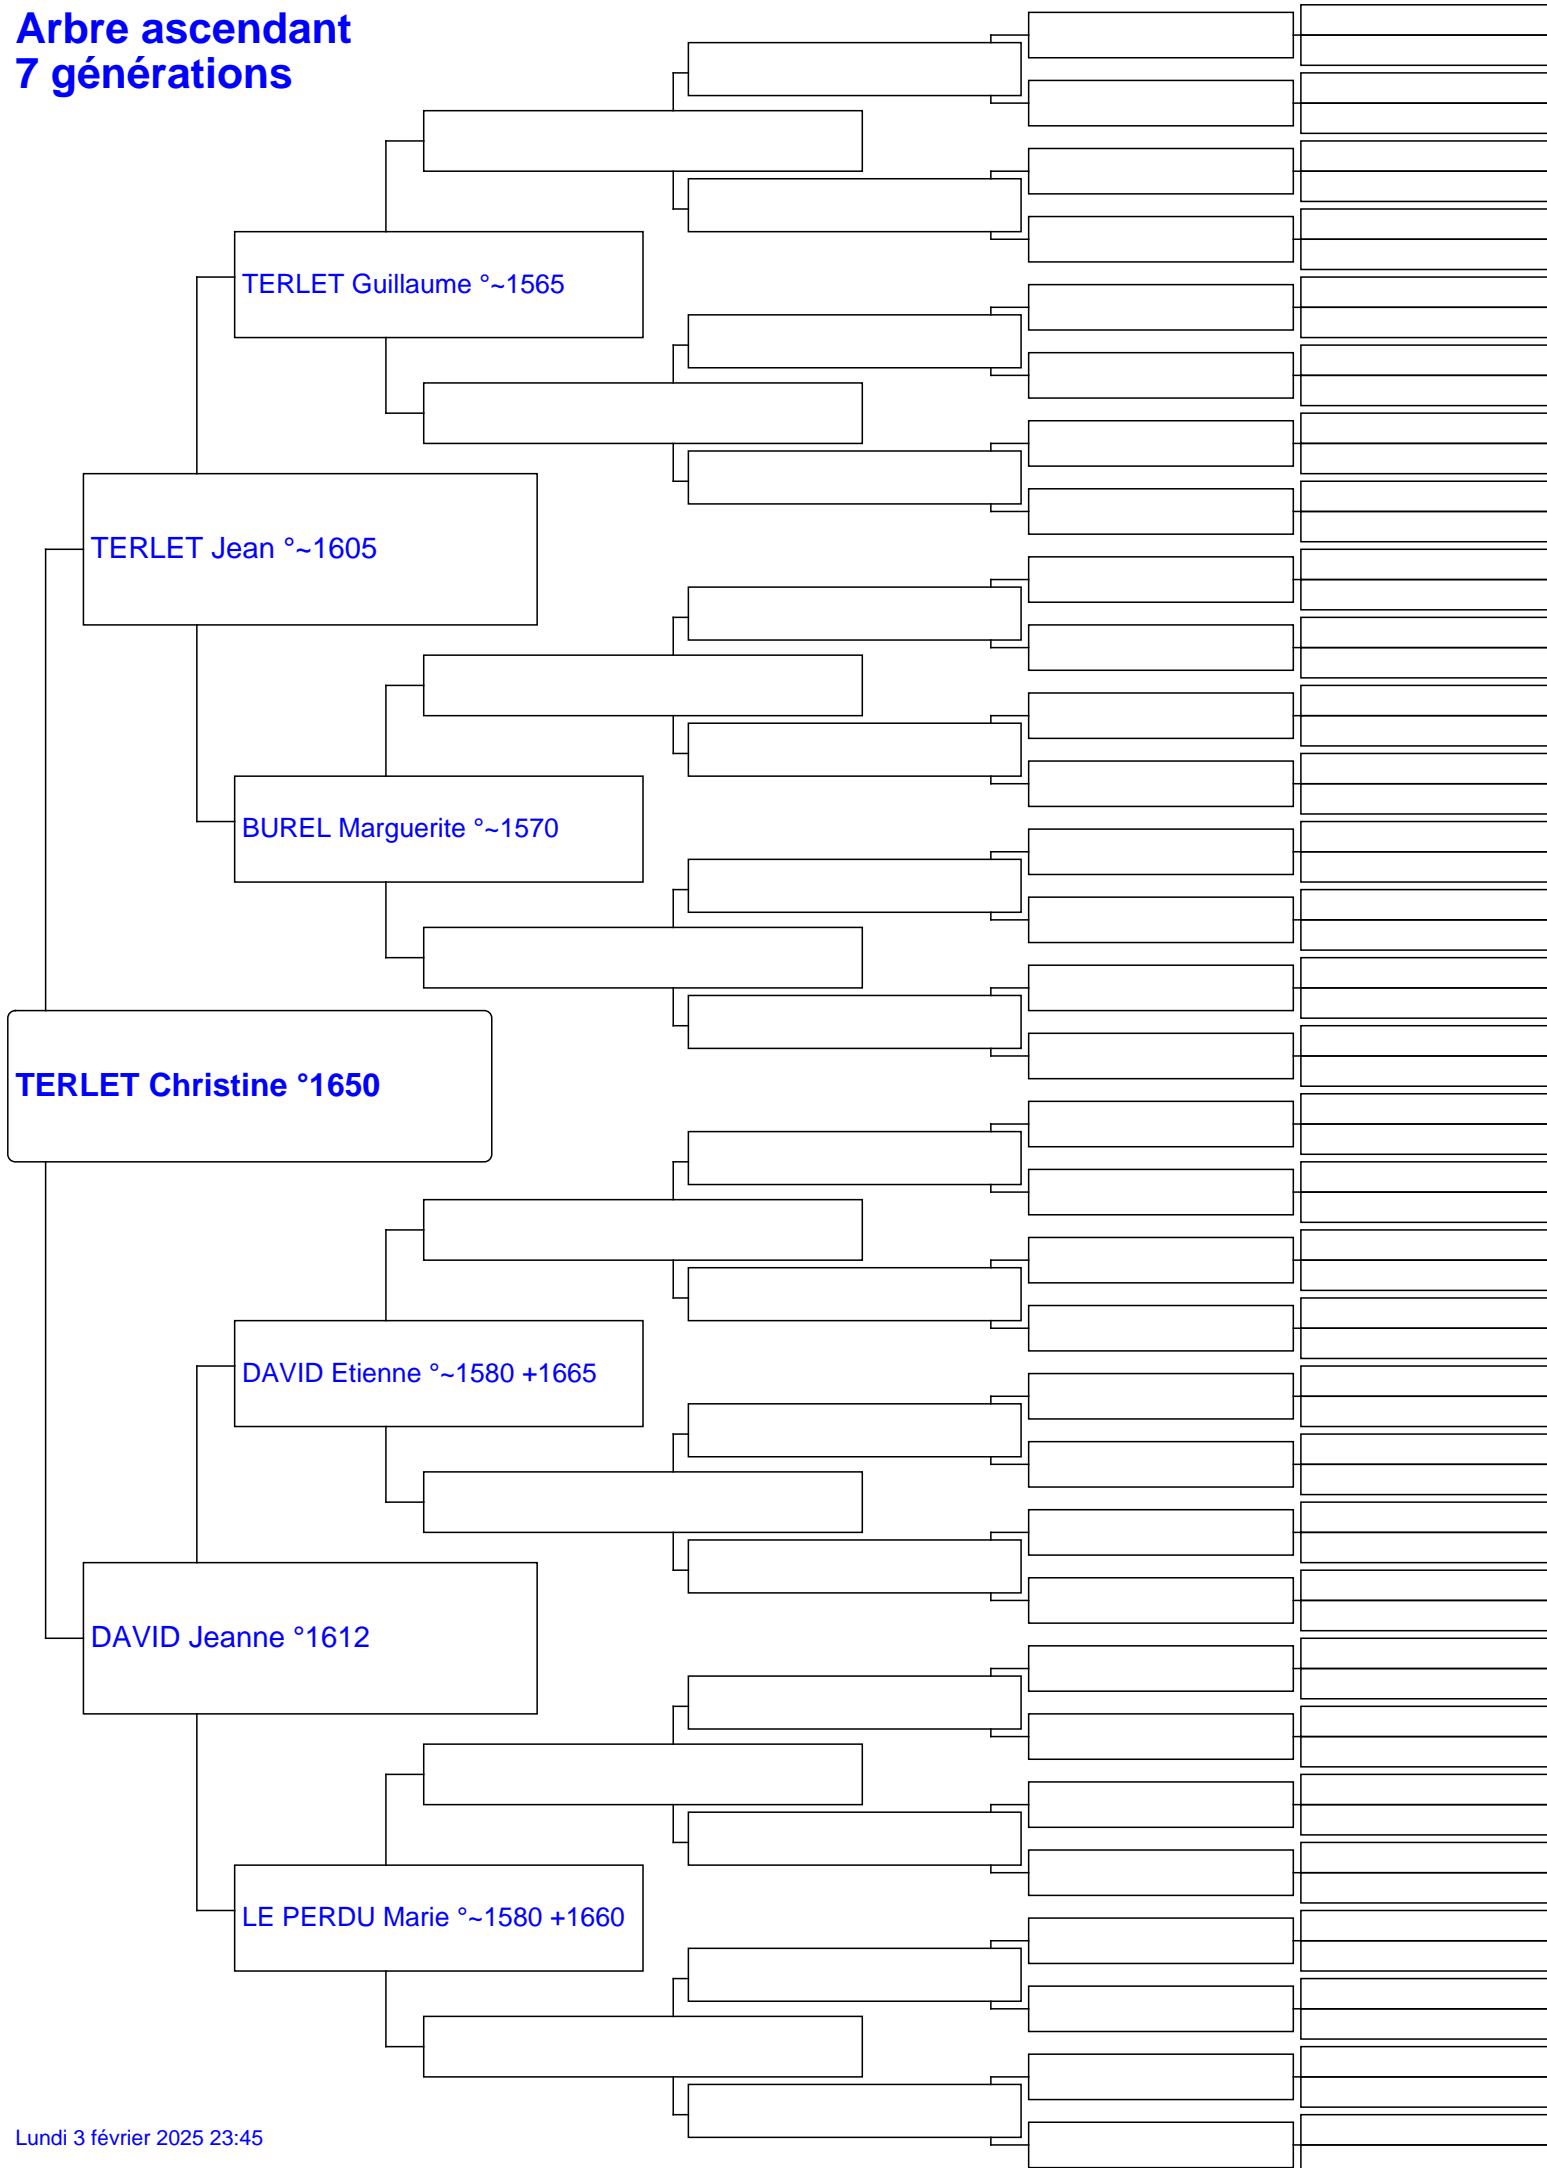 Arbre ascendant
7 générations
TERLET Guillaume °~1565
TERLET Jean °~1605
BUREL Marguerite °~1570
TERLET Christine °1650
DAVID Etienne °~1580 +1665
DAVID Jeanne °1612
LE PERDU Marie °~1580 +1660
Lundi 3 février 2025 23:45